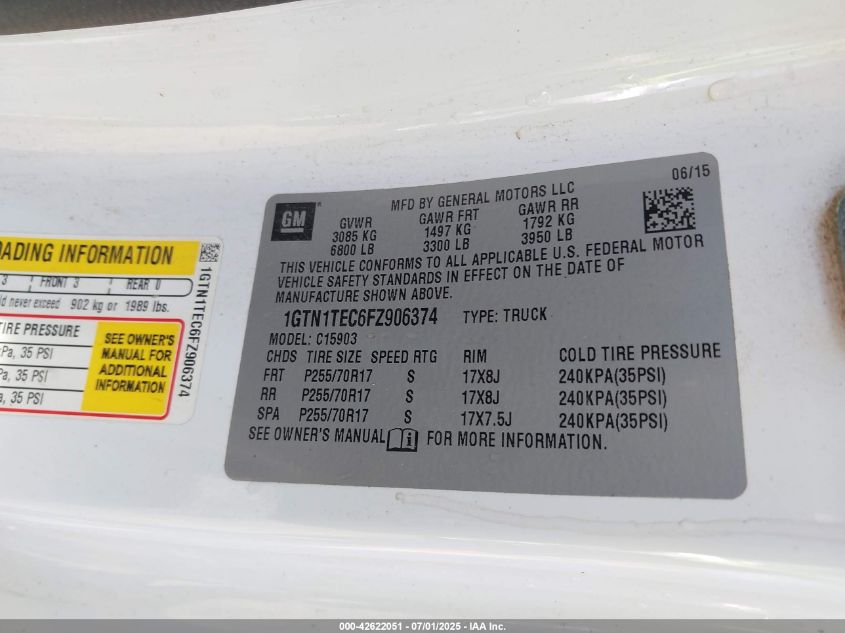 06/15
GM
MFD BY GENERAL MOTORS LLC
GVWR GAWR FRT GAWR RR
3085 KG 1497 KG 1792 KG
6800 LB 3300 LB 3950 LB
THIS VEHICLE CONFORMS TO ALL APPLICABLE U.S. FEDERAL MOTOR
VEHICLE SAFETY STANDARDS IN EFFECT ON THE DATE OF
MANUFACTURE SHOWN ABOVE.
1GTN1TEC6FZ906374 TYPE: TRUCK
MODEL: C15903
CHDS TIRE SIZE SPEED RTG RIM COLD TIRE PRESSURE
FRT P255/70R17 S 17X8J 240KPA(35PSI)
RR P255/70R17 S 17X8J 240KPA(35PSI)
SPA P255/70R17 S 17X7.5J 240KPA(35PSI)
SEE OWNER'S MANUAL FOR MORE INFORMATION.
OADING INFORMATION
3 FRONT 3 REAR 0
ld never exceed 902 kg or 1989 lbs.
TIRE PRESSURE
kPa, 35 PSI
Pa, 35 PSI
a, 35 PSI
SEE OWNER'S
MANUAL FOR
ADDITIONAL
INFORMATION
1GTN1TEC6FZ906374
000-42622051 - 07/01/2025 - IAA Inc.